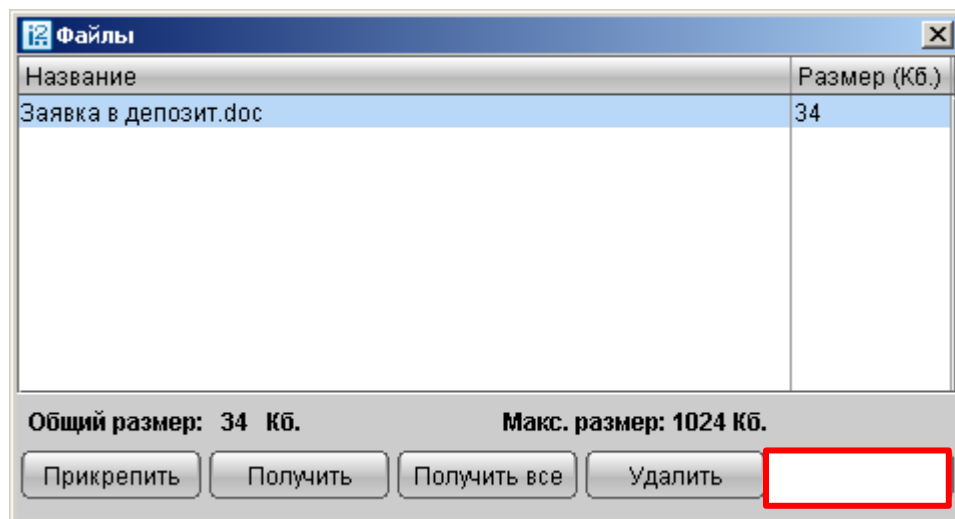 Файлы
Название Размер (Кб.)
Заявка в депозит.doc 34
Общий размер: 34 Кб. Макс. размер: 1024 Кб.
Прикрепить Получить Получить все Удалить